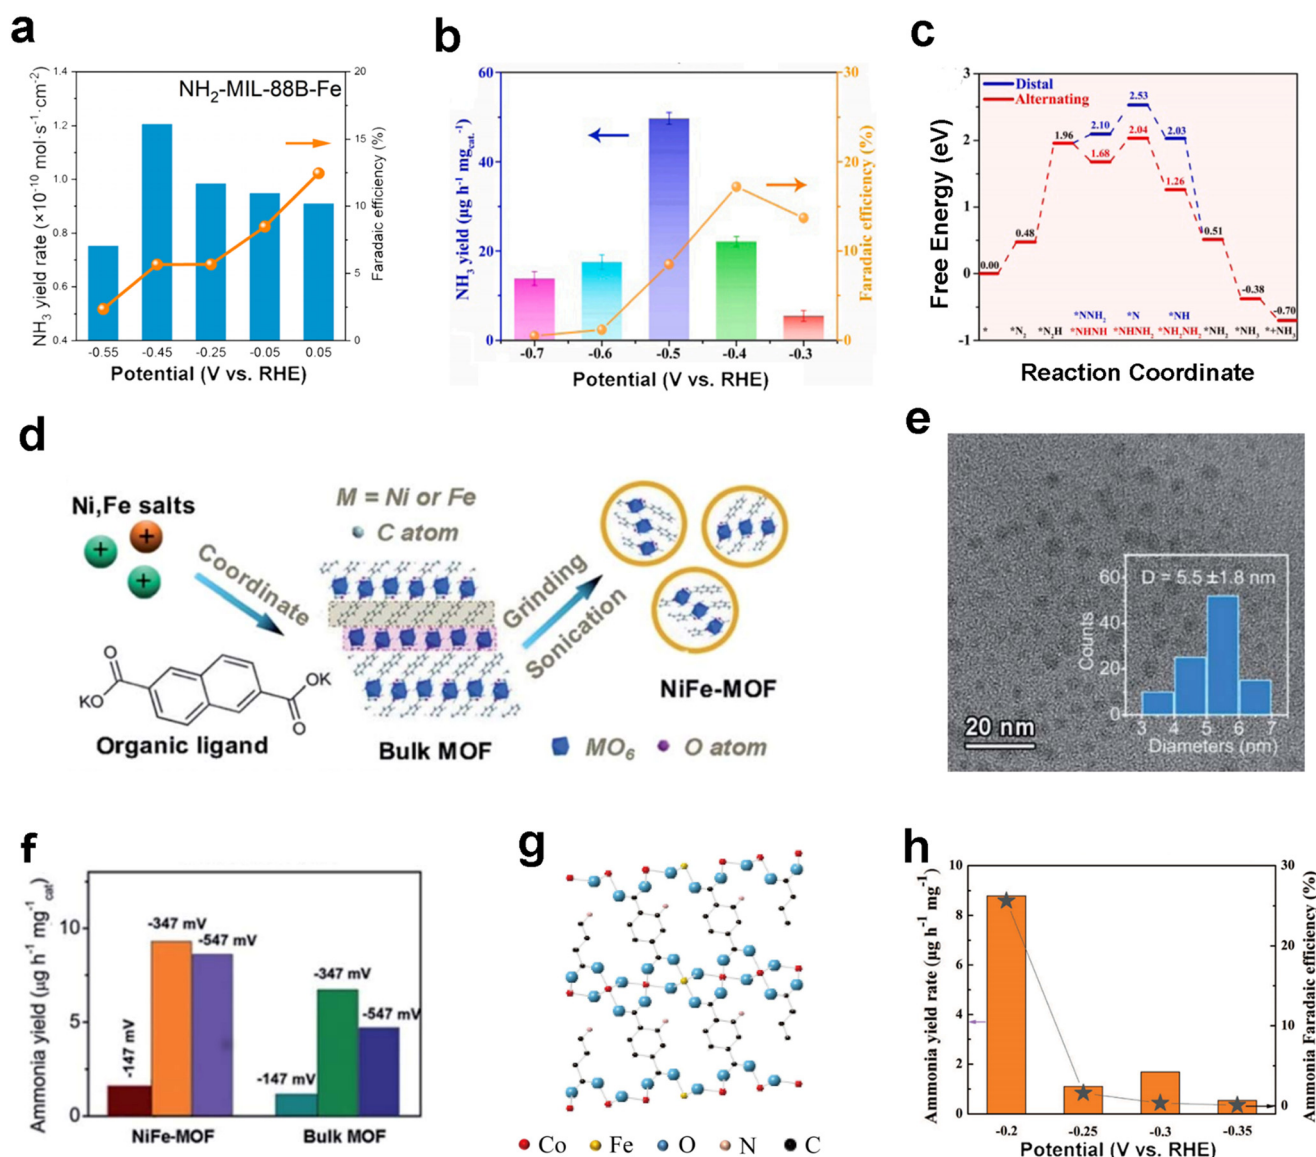 a
NH₂-MIL-88B-Fe
NH₃ yield rate (×10⁻¹⁰ mol·s⁻¹·cm⁻²)
1.4
1.2
1.0
0.8
0.6
0.4
20
15
10
5
0
Faradaic efficiency (%)
-0.55 -0.45 -0.25 -0.05 0.05
Potential (V vs. RHE)
b
NH₃ yield (μg h⁻¹ mg_cat.⁻¹)
60
40
20
0
30
20
10
0
Faradaic efficiency (%)
-0.7 -0.6 -0.5 -0.4 -0.3
Potential (V vs. RHE)
c
Free Energy (eV)
3
2
1
0
-1
Distal
Alternating
0.00
0.48
1.96
2.10
1.68
2.53
2.04
2.03
1.26
0.51
-0.38
-0.70
*NNH₂ *N *NH
* *N₂ *N₂H *NHNH *NHNH₂ *NH₂NH₂ *NH₂ *NH₃ *+NH₃
Reaction Coordinate
d
Ni,Fe salts
+
+
+
Coordinate
KO
O
OK
O
Organic ligand
M = Ni or Fe
C atom
Bulk MOF
Grinding
Sonication
NiFe-MOF
MO₆ O atom
e
D = 5.5 ±1.8 nm
Counts
60
40
20
0
3 4 5 6 7
Diameters (nm)
20 nm
f
Ammonia yield (μg h⁻¹ mg⁻¹cat)
10
5
0
-147 mV
-347 mV
-547 mV
-147 mV
-347 mV
-547 mV
NiFe-MOF Bulk MOF
g
Co Fe O N C
h
Ammonia yield rate (μg h⁻¹ mg⁻¹)
10
8
6
4
2
0
30
20
10
0
Ammonia Faradaic efficiency (%)
-0.2 -0.25 -0.3 -0.35
Potential (V vs. RHE)